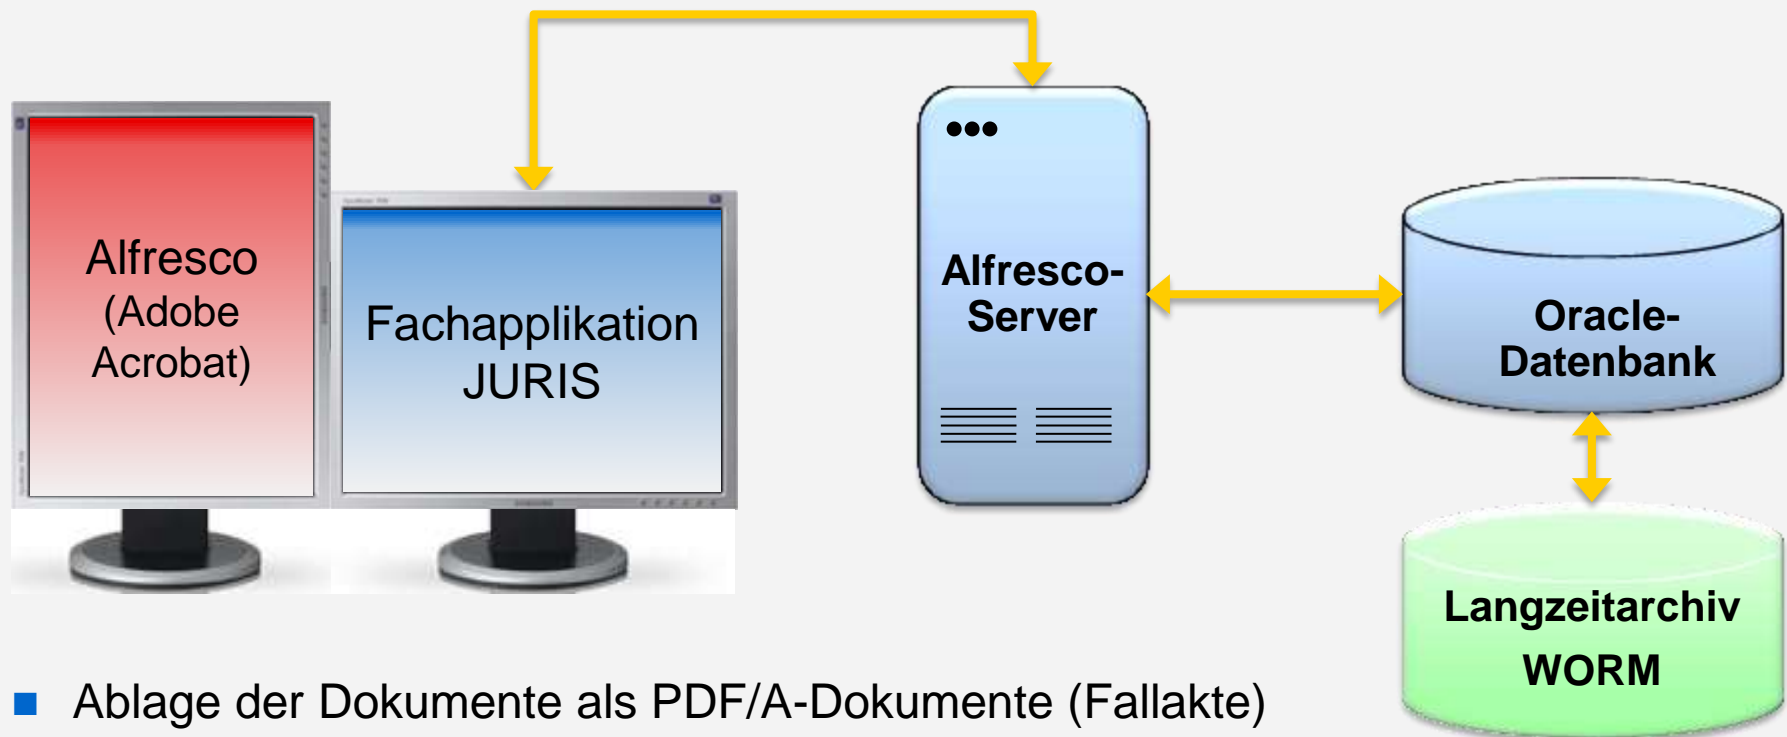 Alfresco
(Adobe
Acrobat)
Fachapplikation
JURIS
Alfresco-
Server
Oracle-
Datenbank
Langzeitarchiv
WORM
Ablage der Dokumente als PDF/A-Dokumente (Fallakte)